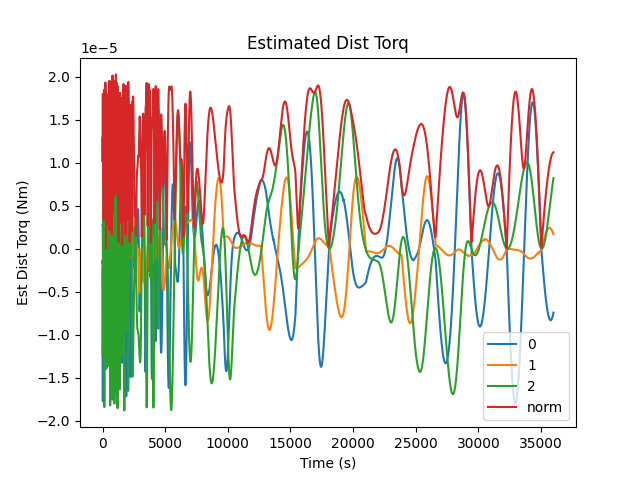 Estimated Dist Torq
1e−5
2.0
1.5
1.0
0.5
0.0
−0.5
−1.0
−1.5
−2.0
Est Dist Torq (Nm)
0
1
2
norm
0 5000 10000 15000 20000 25000 30000 35000
Time (s)